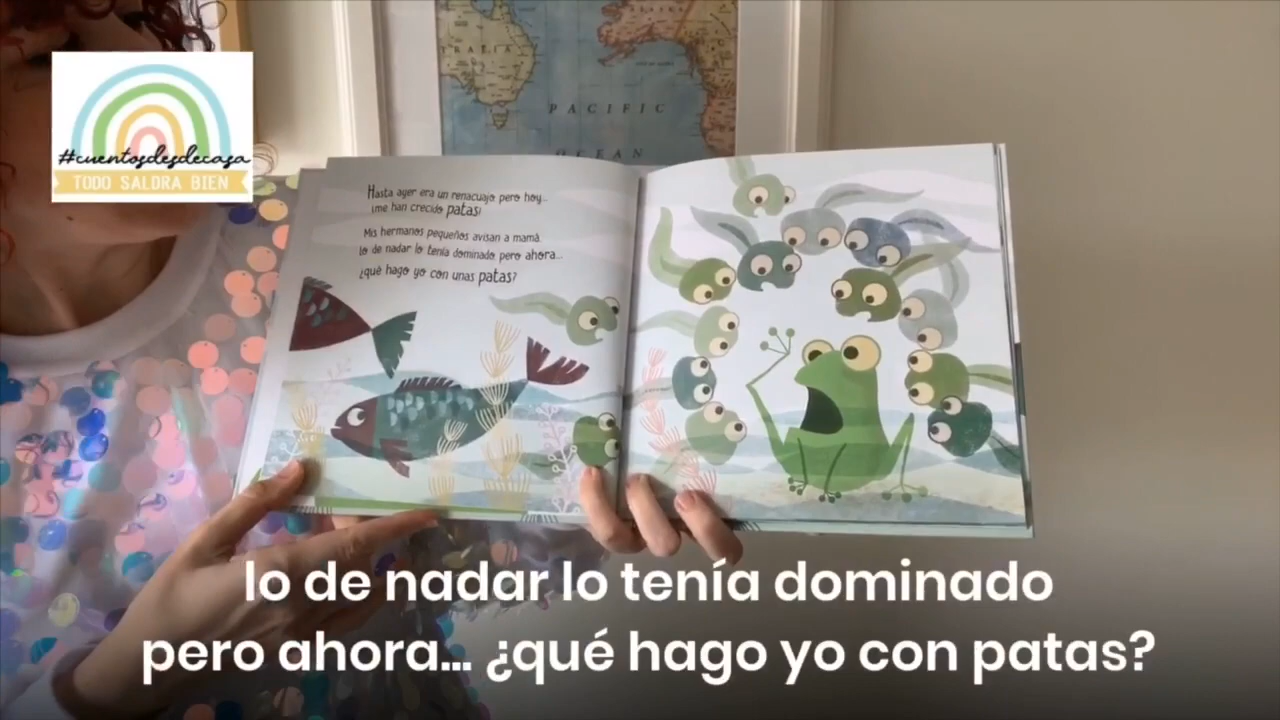 #cuentosdesdecasa
TODO SALDRA BIEN
TRALIA
PACIFIC
OCEAN
Hasta ayer era un renacuajo pero hoy...
¡me han crecido patas!
Mis hermanos pequeños avisan a mamá.
lo de nadar lo tenía dominado pero ahora...
¿qué hago yo con unas patas?
lo de nadar lo tenía dominado
pero ahora... ¿qué hago yo con patas?